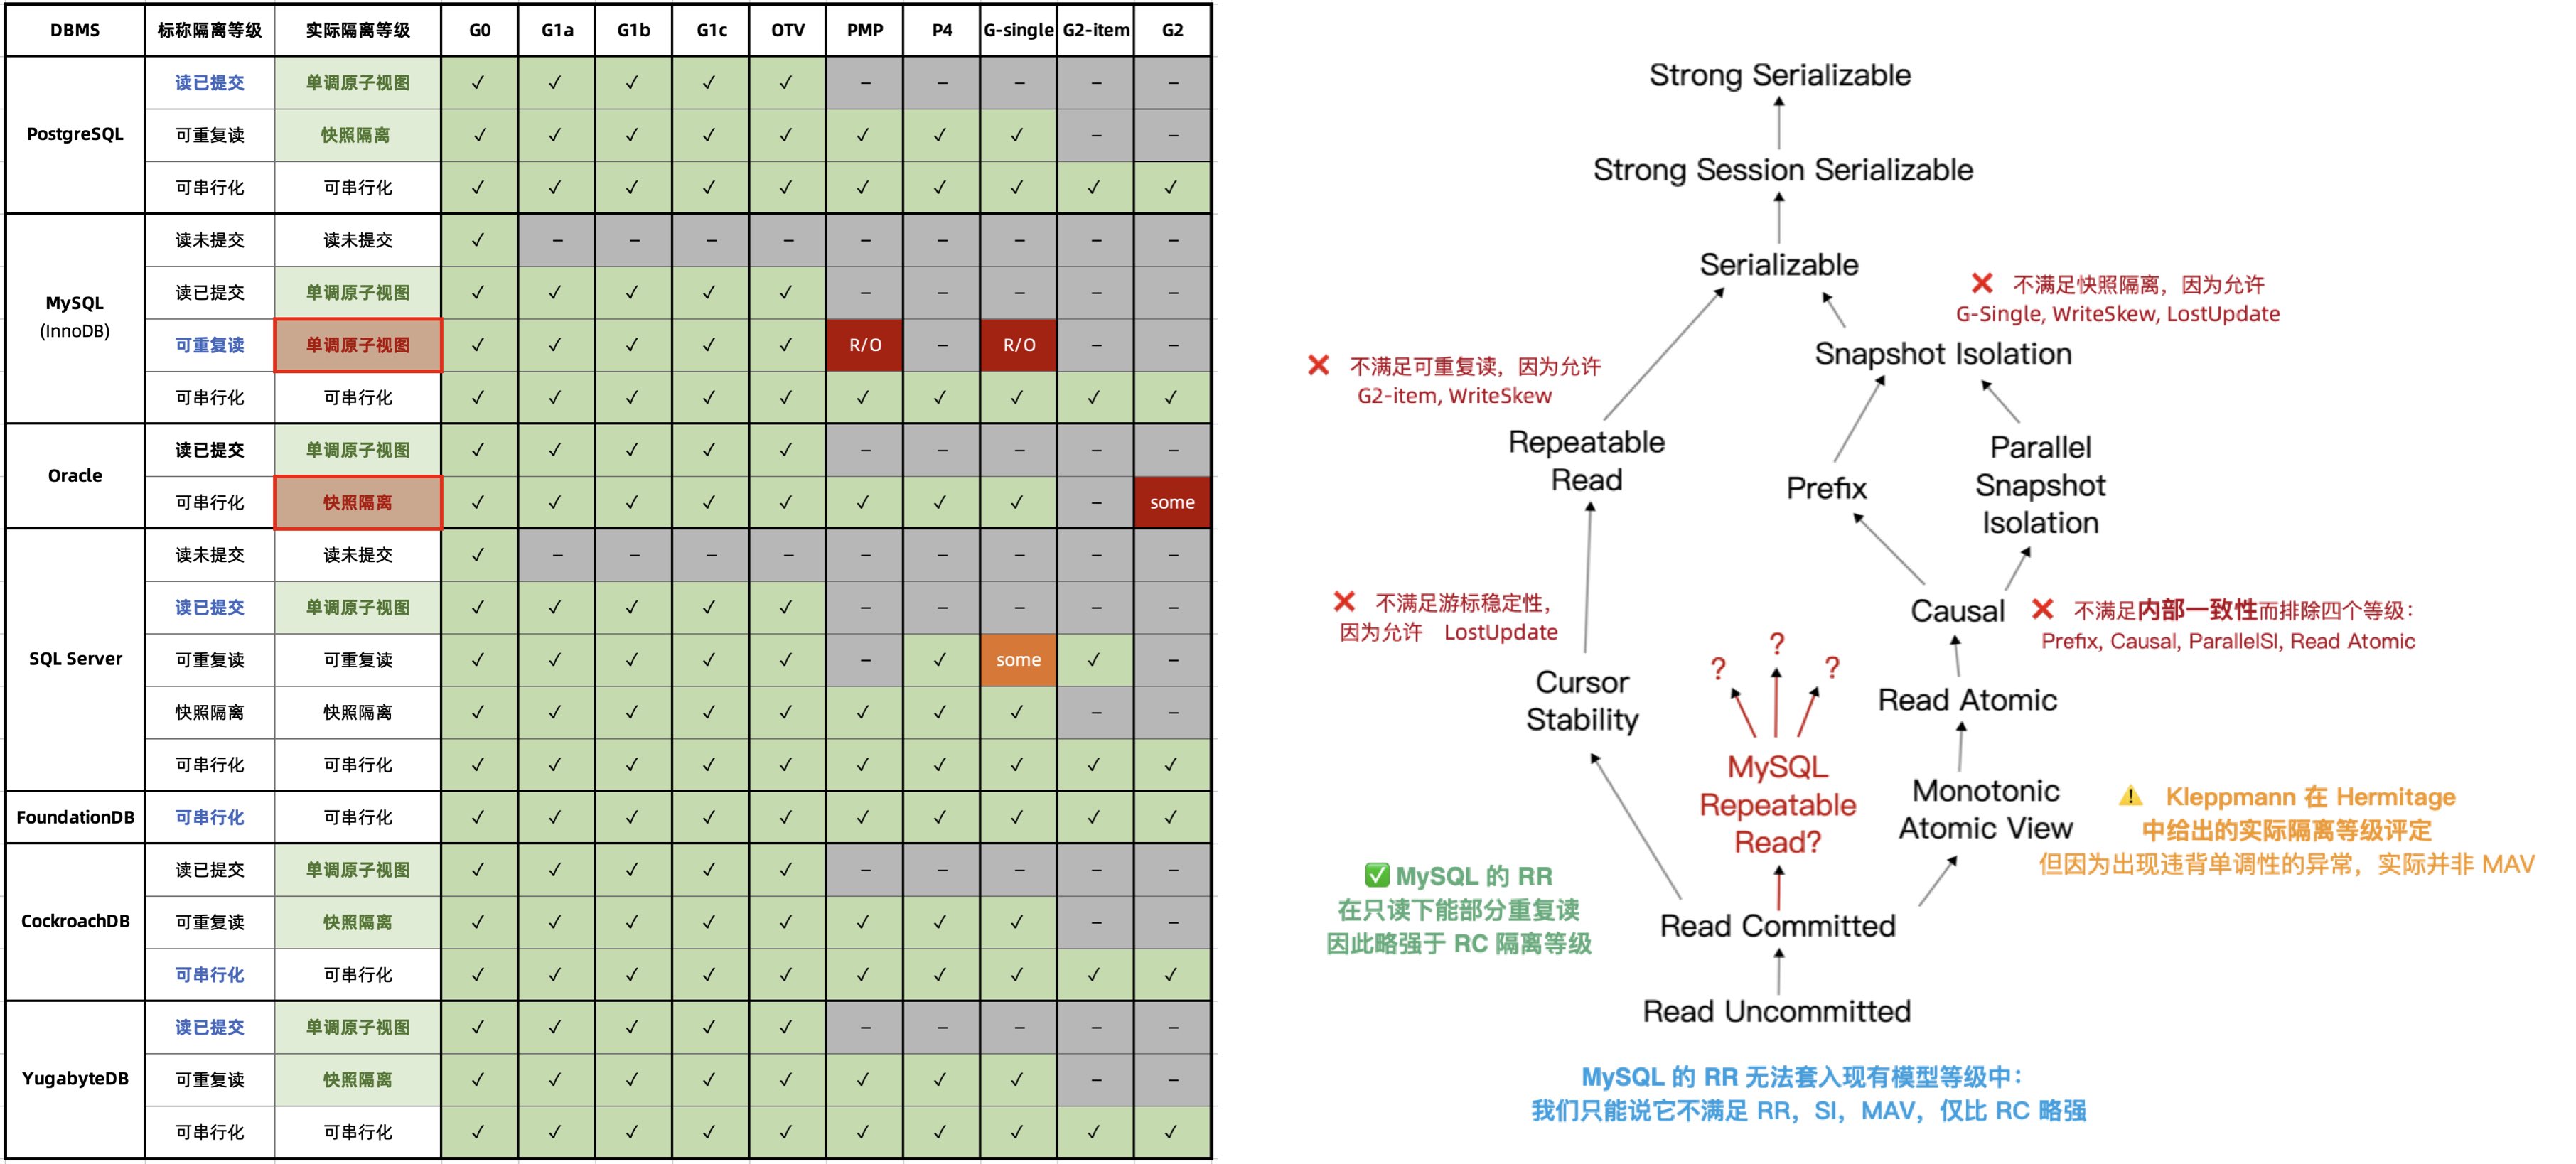 DBMS 标称隔离等级 实际隔离等级 G0 G1a G1b G1c OTV PMP P4 G-single G2-item G2
PostgreSQL
读已提交 单调原子视图 ✓ ✓ ✓ ✓ ✓ – – – – –
可重复读 快照隔离 ✓ ✓ ✓ ✓ ✓ ✓ ✓ ✓ – –
可串行化 可串行化 ✓ ✓ ✓ ✓ ✓ ✓ ✓ ✓ ✓ ✓
MySQL
(InnoDB)
读未提交 读未提交 ✓ – – – – – – – – –
读已提交 单调原子视图 ✓ ✓ ✓ ✓ ✓ – – – – –
可重复读 单调原子视图 ✓ ✓ ✓ ✓ ✓ R/O – R/O – –
可串行化 可串行化 ✓ ✓ ✓ ✓ ✓ ✓ ✓ ✓ ✓ ✓
Oracle
读已提交 单调原子视图 ✓ ✓ ✓ ✓ ✓ – – – – –
可串行化 快照隔离 ✓ ✓ ✓ ✓ ✓ ✓ ✓ ✓ – some
SQL Server
读未提交 读未提交 ✓ – – – – – – – – –
读已提交 单调原子视图 ✓ ✓ ✓ ✓ ✓ – – – – –
可重复读 可重复读 ✓ ✓ ✓ ✓ ✓ – ✓ some ✓ –
快照隔离 快照隔离 ✓ ✓ ✓ ✓ ✓ ✓ ✓ ✓ – –
可串行化 可串行化 ✓ ✓ ✓ ✓ ✓ ✓ ✓ ✓ ✓ ✓
FoundationDB 可串行化 可串行化 ✓ ✓ ✓ ✓ ✓ ✓ ✓ ✓ ✓ ✓
CockroachDB
读已提交 单调原子视图 ✓ ✓ ✓ ✓ ✓ – – – – –
可重复读 快照隔离 ✓ ✓ ✓ ✓ ✓ ✓ ✓ ✓ – –
可串行化 可串行化 ✓ ✓ ✓ ✓ ✓ ✓ ✓ ✓ ✓ ✓
YugabyteDB
读已提交 单调原子视图 ✓ ✓ ✓ ✓ ✓ – – – – –
可重复读 快照隔离 ✓ ✓ ✓ ✓ ✓ ✓ ✓ ✓ – –
可串行化 可串行化 ✓ ✓ ✓ ✓ ✓ ✓ ✓ ✓ ✓ ✓
Strong Serializable
Strong Session Serializable
Serializable
❌ 不满足快照隔离，因为允许
G-Single, WriteSkew, LostUpdate
Snapshot Isolation
❌ 不满足可重复读，因为允许
G2-item, WriteSkew
Repeatable
Read
Prefix
Parallel
Snapshot
Isolation
❌ 不满足游标稳定性，
因为允许 LostUpdate
Causal
❌ 不满足内部一致性而排除四个等级：
Prefix, Causal, ParallelSI, Read Atomic
? ? ?
Cursor
Stability
Read Atomic
MySQL
Repeatable
Read?
Monotonic
Atomic View
⚠️ Kleppmann 在 Hermitage
中给出的实际隔离等级评定
但因为出现违背单调性的异常，实际并非 MAV
✅ MySQL 的 RR
在只读下能部分重复读
因此略强于 RC 隔离等级
Read Committed
Read Uncommitted
MySQL 的 RR 无法套入现有模型等级中：
我们只能说它不满足 RR，SI，MAV，仅比 RC 略强